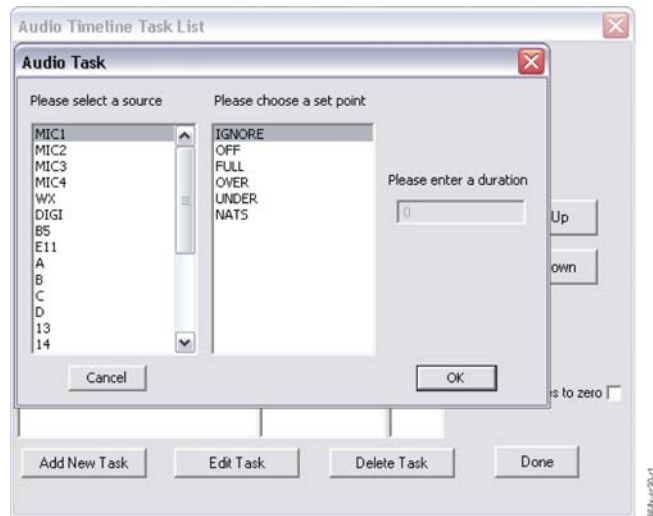 Audio Timeline Task List
Audio Task
Please select a source
Please choose a set point
MIC1
MIC2
MIC3
MIC4
WX
DIGI
B5
E11
A
B
C
D
13
14
IGNORE
OFF
FULL
OVER
UNDER
NATS
Please enter a duration
0
Up
own
Cancel
OK
s to zero
Add New Task
Edit Task
Delete Task
Done